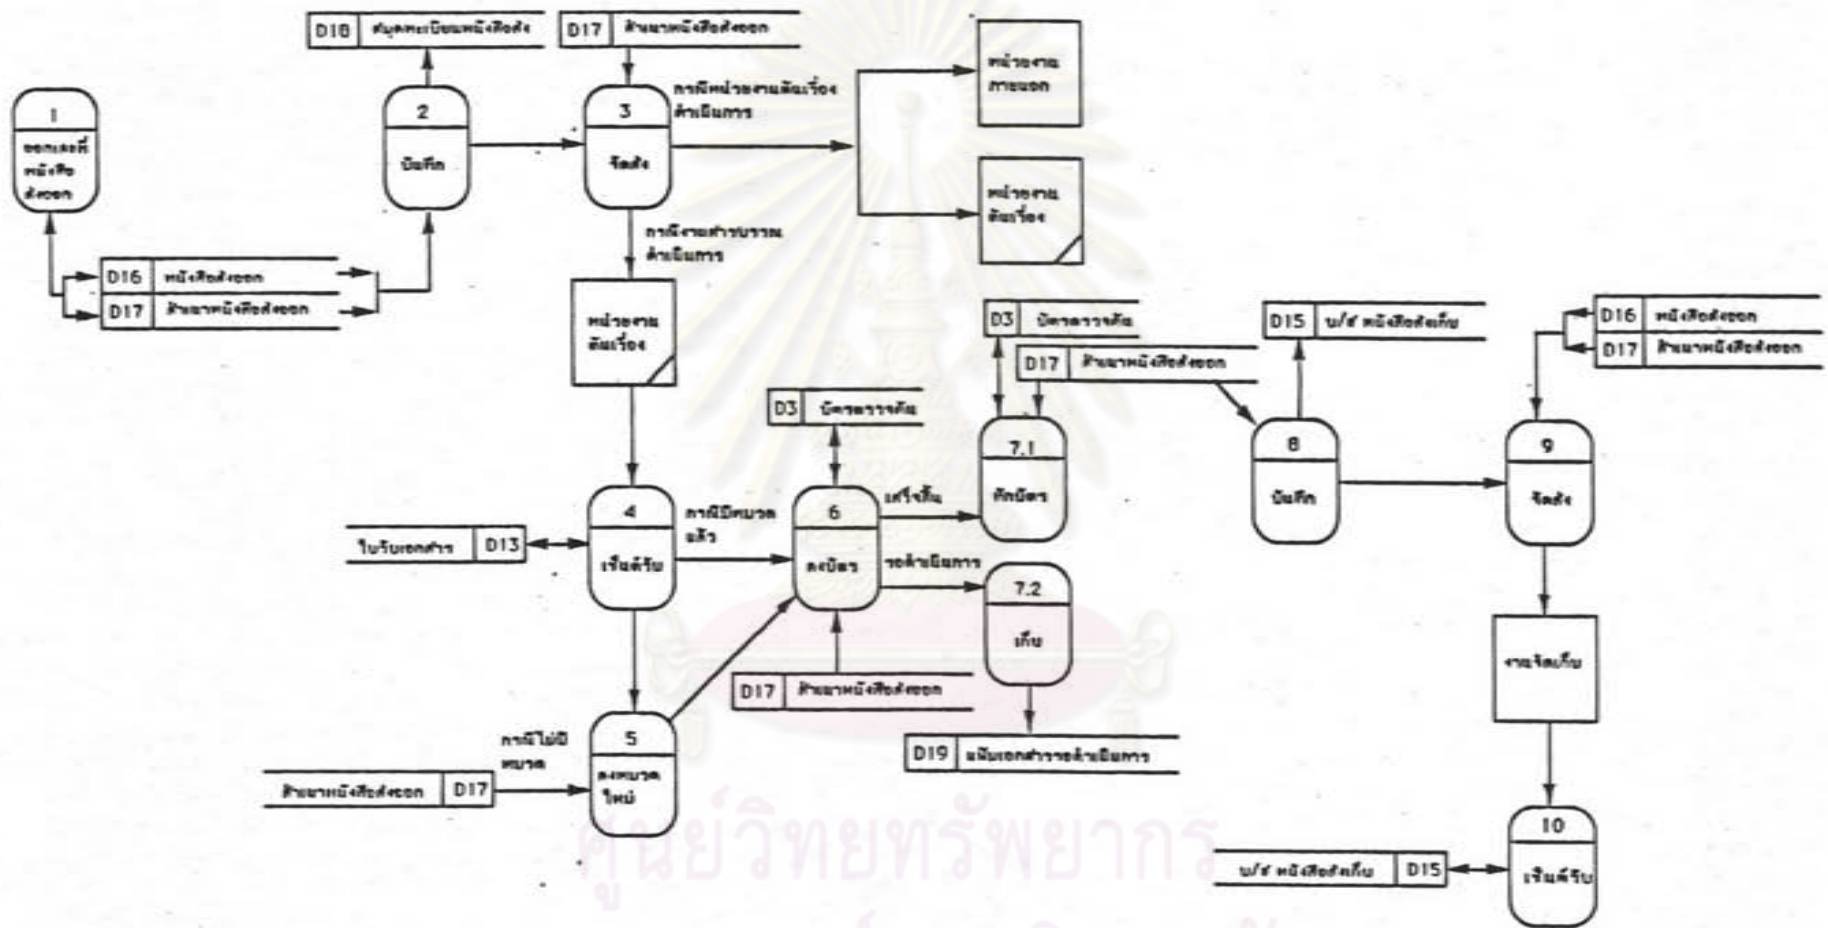 D18 สมุดทะเบียนหนังสือส่ง
D17 สำเนาหนังสือส่งออก
หน่วยงาน
ภายนอก
1
ออกเลขที่
หนังสือ
ส่งออก
2
บันทึก
3
จัดส่ง
กรณีหน่วยงานต้นเรื่อง
ดำเนินการ
หน่วยงาน
ต้นเรื่อง
กรณีงานสารบรรณ
ดำเนินการ
D16 หนังสือส่งออก
D17 สำเนาหนังสือส่งออก
หน่วยงาน
ต้นเรื่อง
D3 บัตรตรวจค้น
D17 สำเนาหนังสือส่งออก
D15 บ/ส หนังสือส่งเก็บ
D16 หนังสือส่งออก
D17 สำเนาหนังสือส่งออก
D3 บัตรตรวจค้น
7.1
คัดบัตร
8
บันทึก
9
จัดส่ง
ใบรับเอกสาร D13
4
เซ็นต์รับ
กรณีมีหมวด
แล้ว
6
ลงบัตร
เสร็จสิ้น
รอดำเนินการ
7.2
เก็บ
งานจัดเก็บ
D17 สำเนาหนังสือส่งออก
D19 แฟ้มเอกสารรอดำเนินการ
กรณีไม่มี
หมวด
สำเนาหนังสือส่งออก D17
5
ลงหมวด
ใหม่
10
เซ็นต์รับ
บ/ส หนังสือส่งเก็บ D15
ศูนย์วิทยทรัพยากร